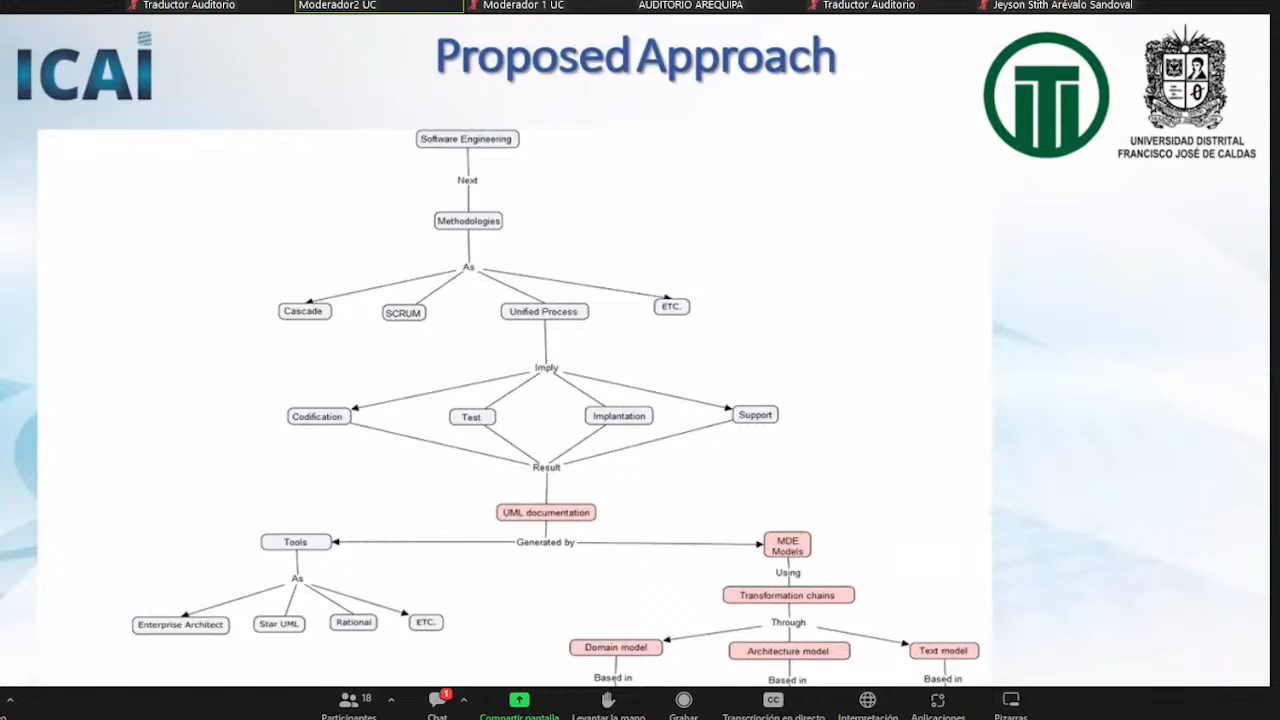 Traductor Auditorio
Moderador2 UC
Moderador 1 UC
AUDITORIO AREQUIPA
Traductor Auditorio
Jeyson Stith Arévalo Sandoval
ICAI
Proposed Approach
UNIVERSIDAD DISTRITAL
FRANCISCO JOSÉ DE CALDAS
Software Engineering
Next
Methodologies
As
Cascade
SCRUM
Unified Process
ETC.
Imply
Codification
Test
Implantation
Support
Result
UML documentation
Tools
Generated by
MDE
Models
As
Using
Transformation chains
Enterprise Architect
Star UML
Rational
ETC.
Through
Domain model
Architecture model
Text model
Based in
Based in
Based in
18
1
Participantes
Chat
Compartir pantalla
Levantar la mano
Grabar
CC
Transcripción en directo
Interpretación
Aplicaciones
Pizarras